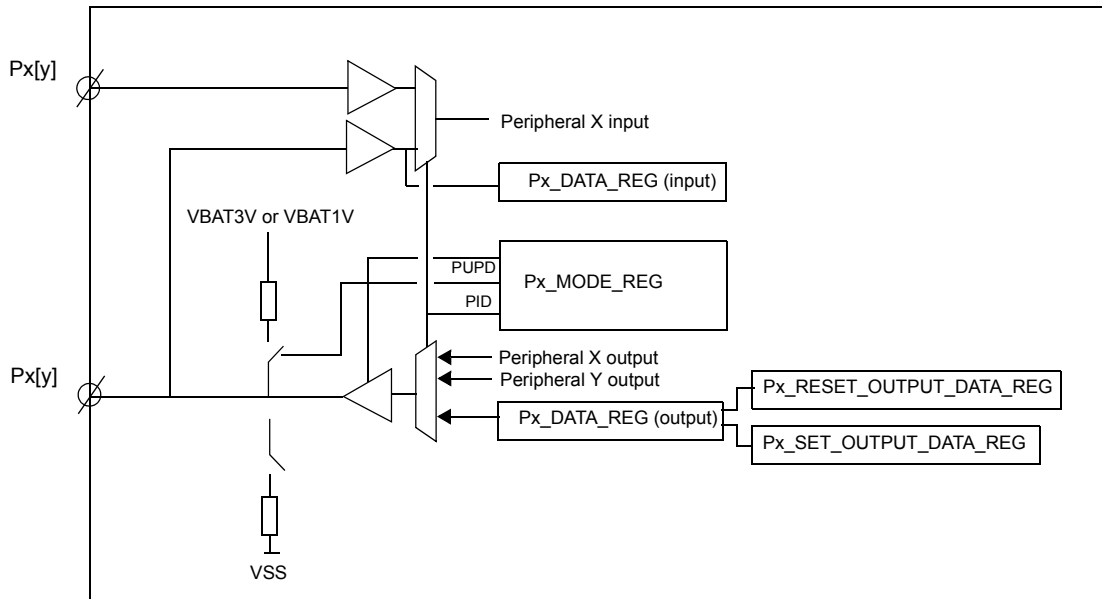 Px[y]
Peripheral X input
Px_DATA_REG (input)
VBAT3V or VBAT1V
PUPD
Px_MODE_REG
PID
Px[y]
Peripheral X output
Peripheral Y output
Px_RESET_OUTPUT_DATA_REG
Px_DATA_REG (output)
Px_SET_OUTPUT_DATA_REG
VSS